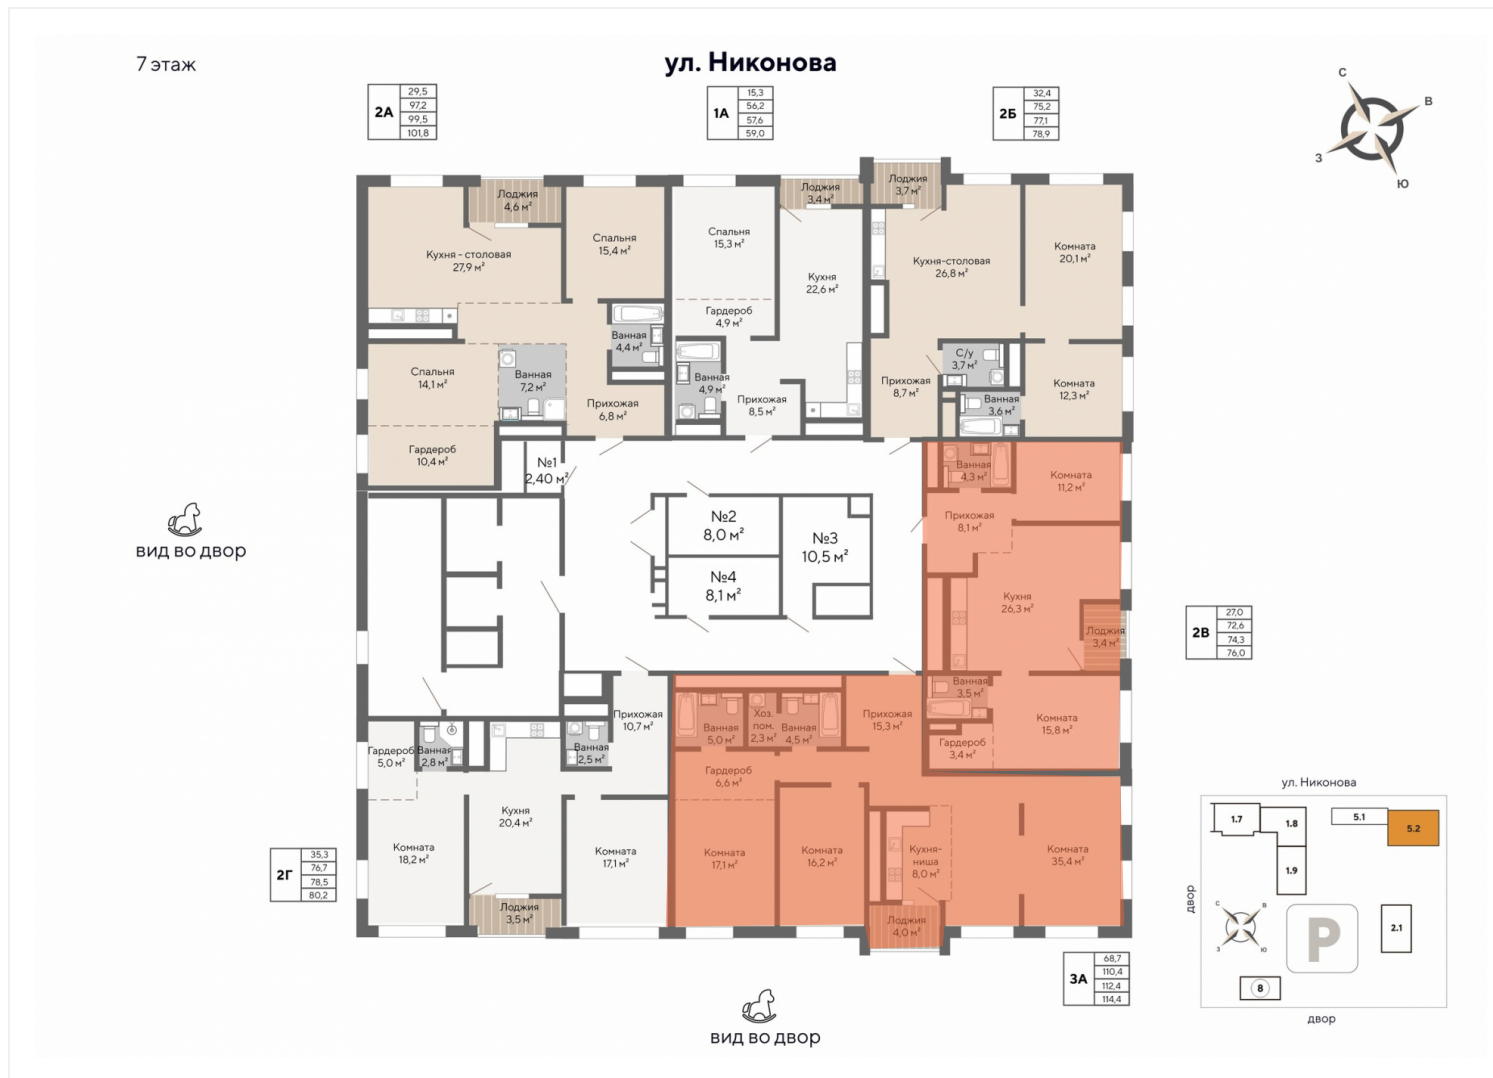 7 этаж
ул. Никонова
2А
29,5
97,2
99,5
101,8
1А
15,3
56,2
57,6
59,0
2Б
32,4
75,2
77,1
78,9
С
В
З
Ю
Лоджия
4,6 м²
Кухня - столовая
27,9 м²
Спальня
15,4 м²
Ванная
4,4 м²
Спальня
14,1 м²
Ванная
7,2 м²
Прихожая
6,8 м²
Гардероб
10,4 м²
Спальня
15,3 м²
Гардероб
4,9 м²
Лоджия
3,4 м²
Кухня
22,6 м²
Ванная
4,9 м²
Прихожая
8,5 м²
Лоджия
3,7 м²
Кухня-столовая
26,8 м²
Комната
20,1 м²
С/у
3,7 м²
Прихожая
8,7 м²
Ванная
3,6 м²
Комната
12,3 м²
№1
2,40 м²
№2
8,0 м²
№3
10,5 м²
№4
8,1 м²
вид во двор
Ванная
4,3 м²
Комната
11,2 м²
Прихожая
8,1 м²
Кухня
26,3 м²
Лоджия
3,4 м²
Ванная
3,5 м²
Комната
15,8 м²
Гардероб
3,4 м²
2В
27,0
72,6
74,3
76,0
Прихожая
10,7 м²
Гардероб
5,0 м²
Ванная
2,8 м²
Ванная
2,5 м²
Кухня
20,4 м²
Комната
18,2 м²
Комната
17,1 м²
Лоджия
3,5 м²
2Г
35,3
76,7
78,5
80,2
Ванная
5,0 м²
Хоз.
пом.
2,3 м²
Ванная
4,5 м²
Прихожая
15,3 м²
Гардероб
6,6 м²
Комната
17,1 м²
Комната
16,2 м²
Кухня-
ниша
8,0 м²
Комната
35,4 м²
Лоджия
4,0 м²
3А
68,7
110,4
112,4
114,4
вид во двор
ул. Никонова
1.7
1.8
5.1
5.2
1.9
двор
С
В
З
Ю
P
2.1
8
двор